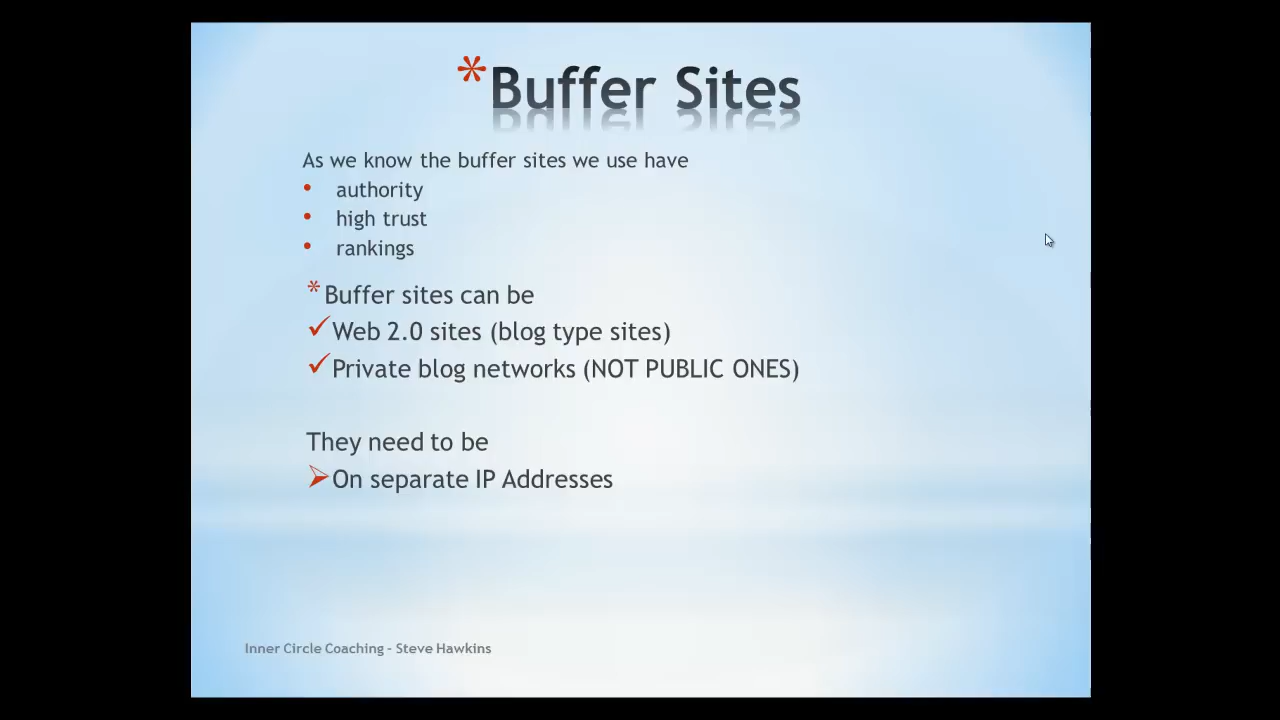 *Buffer Sites
As we know the buffer sites we use have
• authority
• high trust
• rankings
*Buffer sites can be
✓Web 2.0 sites (blog type sites)
✓Private blog networks (NOT PUBLIC ONES)
They need to be
➢On separate IP Addresses
Inner Circle Coaching - Steve Hawkins